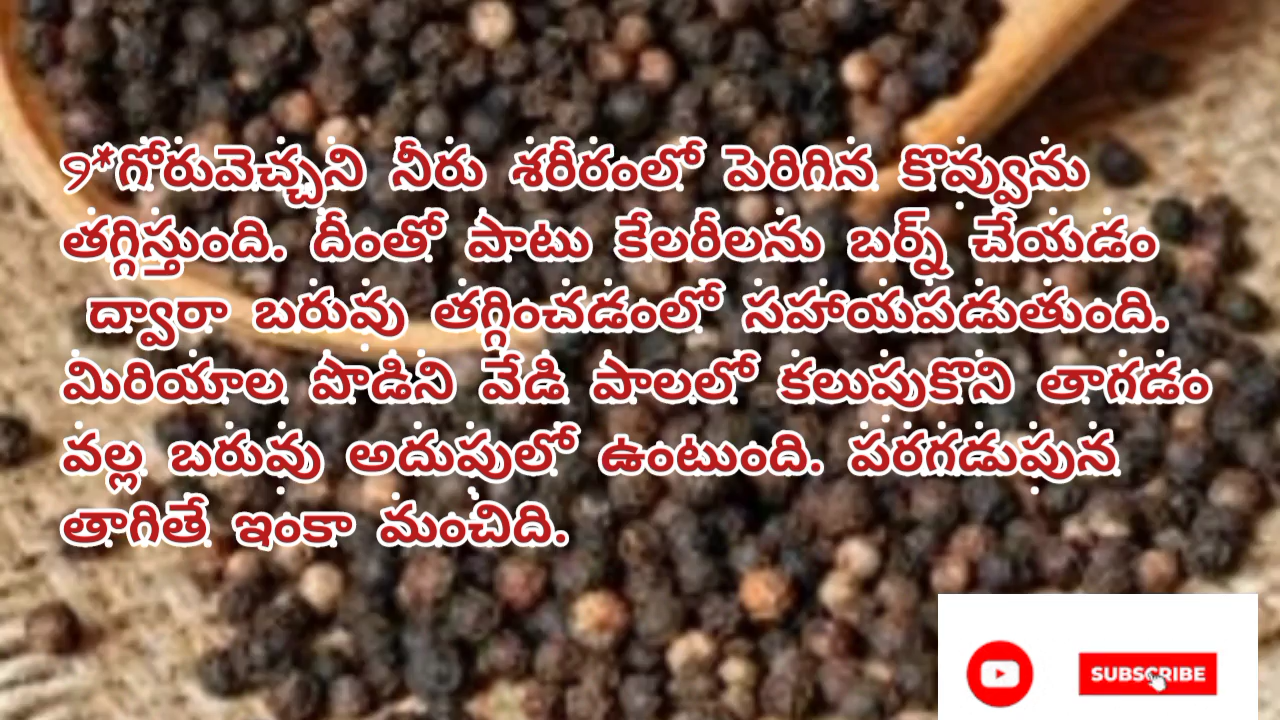 9*గోరువెచ్చని నీరు శరీరంలో పెరిగిన కొవ్వును
తగ్గిస్తుంది. దీంతో పాటు కేలరీలను బర్న్ చేయడం
ద్వారా బరువు తగ్గించడంలో సహాయపడుతుంది.
మిరియాల పొడిని వేడి పాలలో కలుపుకొని తాగడం
వల్ల బరువు అదుపులో ఉంటుంది. పరగడుపున
తాగితే ఇంకా మంచిది.
SUBSCRIBE